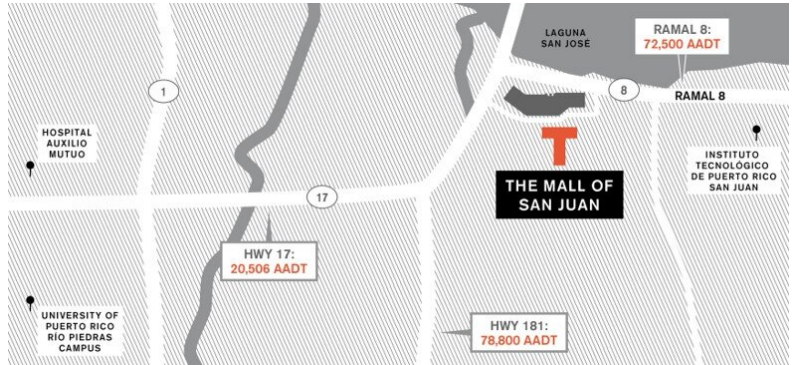 LAGUNA
SAN JOSÉ
RAMAL 8:
72,500 AADT
1
8
RAMAL 8
HOSPITAL
AUXILIO
MUTUO
INSTITUTO
TECNOLÓGICO
DE PUERTO RICO
SAN JUAN
T
THE MALL OF
SAN JUAN
17
HWY 17:
20,506 AADT
UNIVERSITY OF
PUERTO RICO
RÍO PIEDRAS
CAMPUS
HWY 181:
78,800 AADT